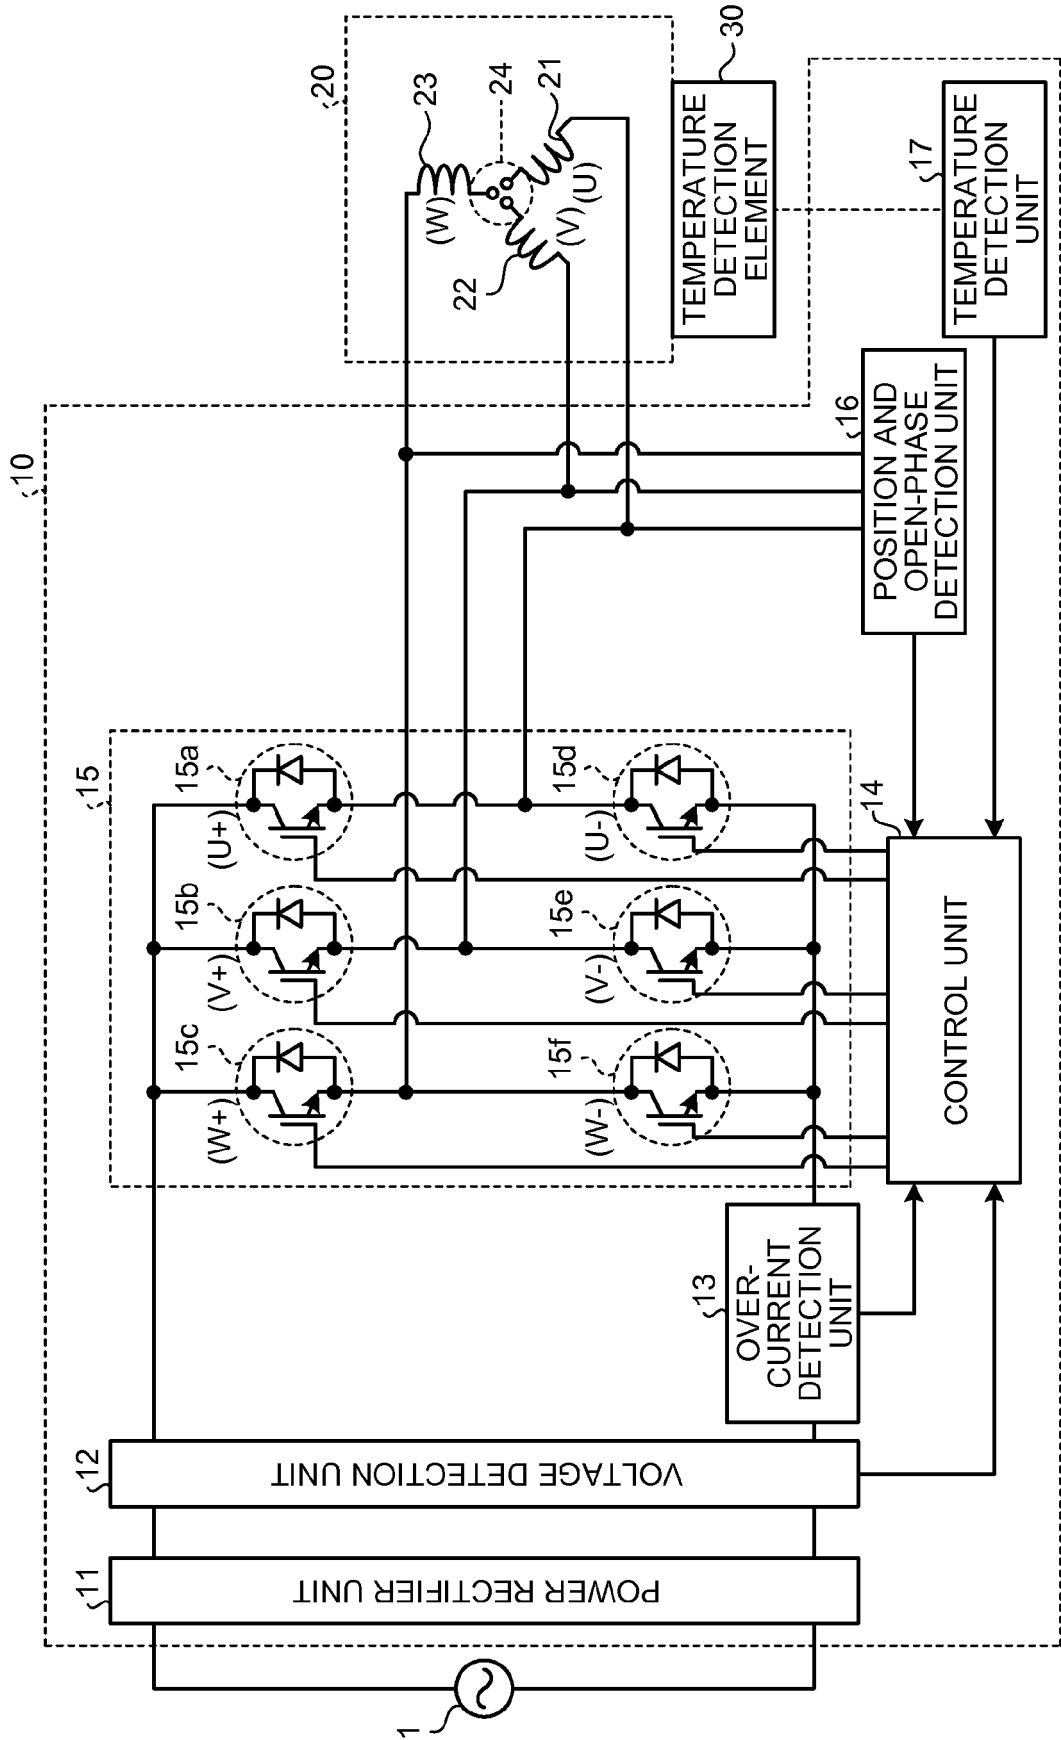 10
20
30
23
24
21
(W)
(U)
(V)
22
TEMPERATURE
DETECTION
ELEMENT
17
TEMPERATURE
DETECTION
UNIT
16
POSITION AND
OPEN-PHASE
DETECTION UNIT
15
15a
(U+)
15b
(V+)
15c
(W+)
15d
(U-)
15e
(V-)
15f
(W-)
14
CONTROL UNIT
13
OVER-
CURRENT
DETECTION
UNIT
12
VOLTAGE DETECTION UNIT
11
POWER RECTIFIER UNIT
1